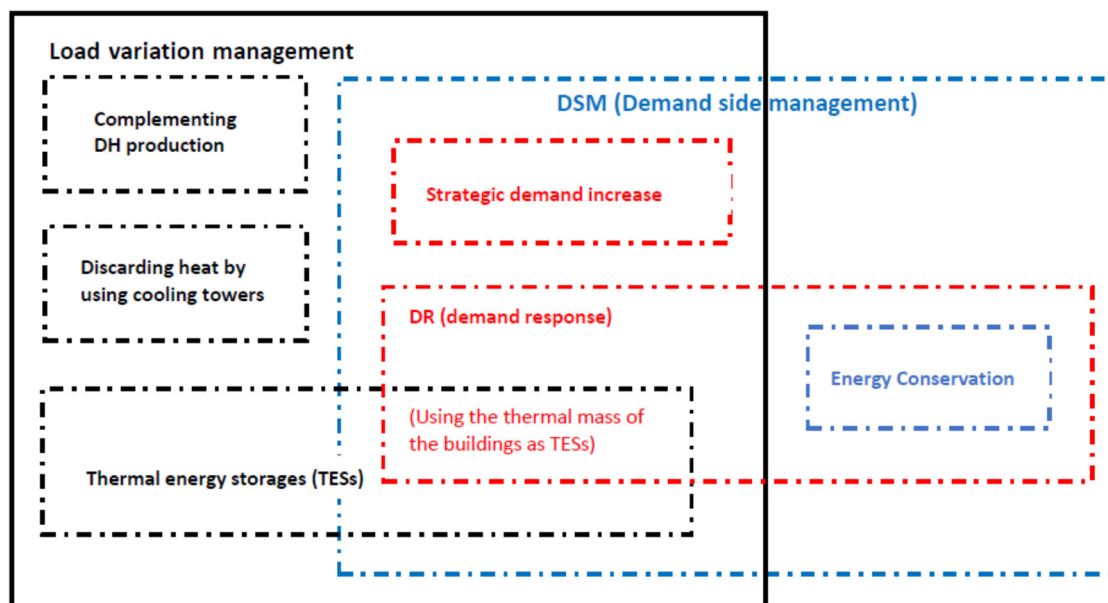 Load variation management
DSM (Demand side management)
Complementing
DH production
Strategic demand increase
Discarding heat by
using cooling towers
DR (demand response)
Energy Conservation
(Using the thermal mass of
the buildings as TESs)
Thermal energy storages (TESs)